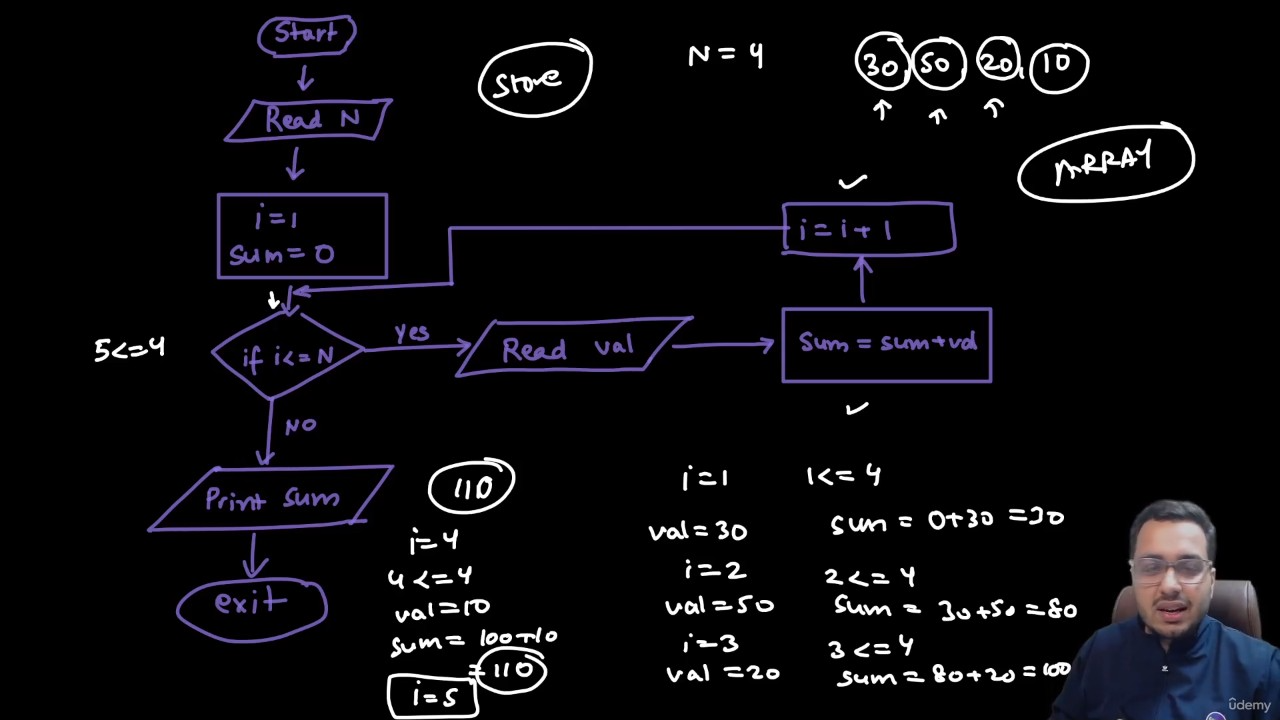 Start
Store
N = 4
30, 50, 20, 10
Read N
ARRAY
i=1
sum=0
i=i+1
5<=4
if i<=N
Yes
Read val
Sum=sum+val
NO
Print sum
110
i=1
1<=4
val=30
sum=0+30=30
i=4
4<=4
i=2
2<=4
val=10
val=50
sum=30+50=80
exit
sum=100+10
=110
i=3
3<=4
val=20
sum=80+20=100
i=5
ûdemy